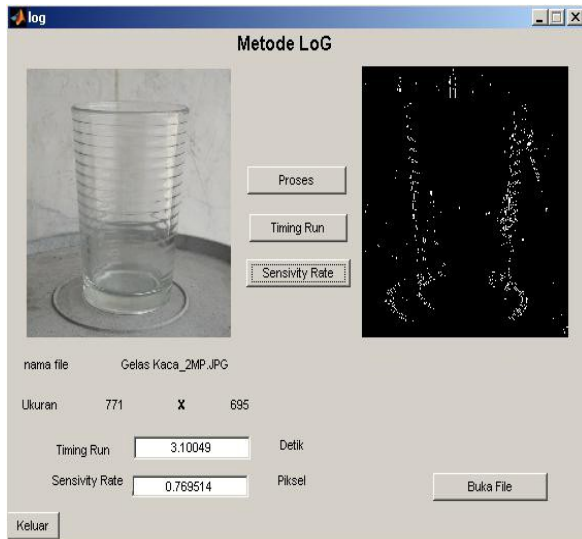 log
Metode LoG
Proses
Timing Run
Sensivity Rate
nama file Gelas Kaca_2MP.JPG
Ukuran 771 X 695
Timing Run 3.10049 Detik
Sensivity Rate 0.769514 Piksel
Buka File
Keluar